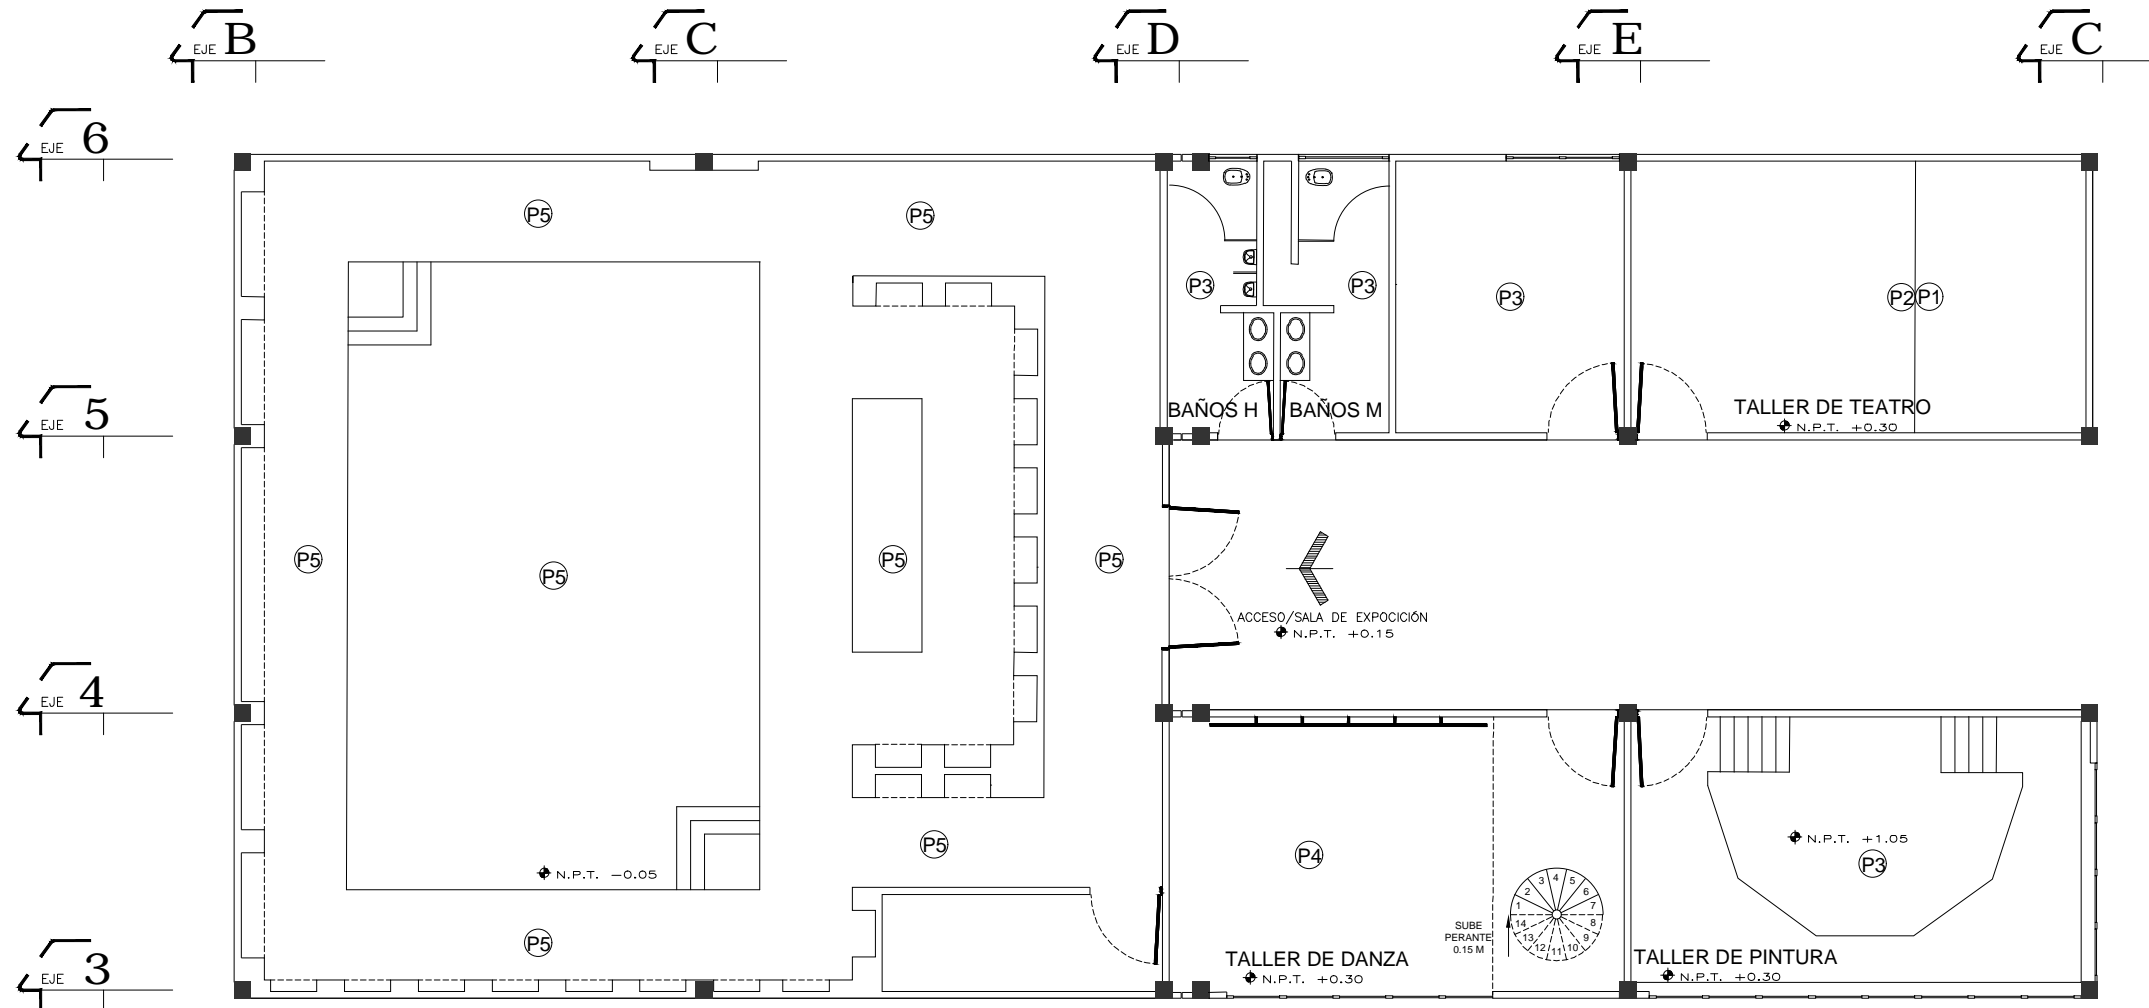 EJE B
EJE C
EJE D
EJE E
EJE C
EJE 6
P5
P5
P3
P3
P3
P2
P1
EJE 5
BAÑOS H
BAÑOS M
TALLER DE TEATRO
N.P.T. +0.30
P5
P5
P5
P5
ACCESO/SALA DE EXPOCICIÓN
N.P.T. +0.15
EJE 4
N.P.T. +1.05
P5
P4
P3
N.P.T. -0.05
1
2
3
4
5
6
7
8
9
10
11
12
13
14
SUBE
PERANTE
0.15 M
P5
TALLER DE DANZA
N.P.T. +0.30
TALLER DE PINTURA
N.P.T. +0.30
EJE 3